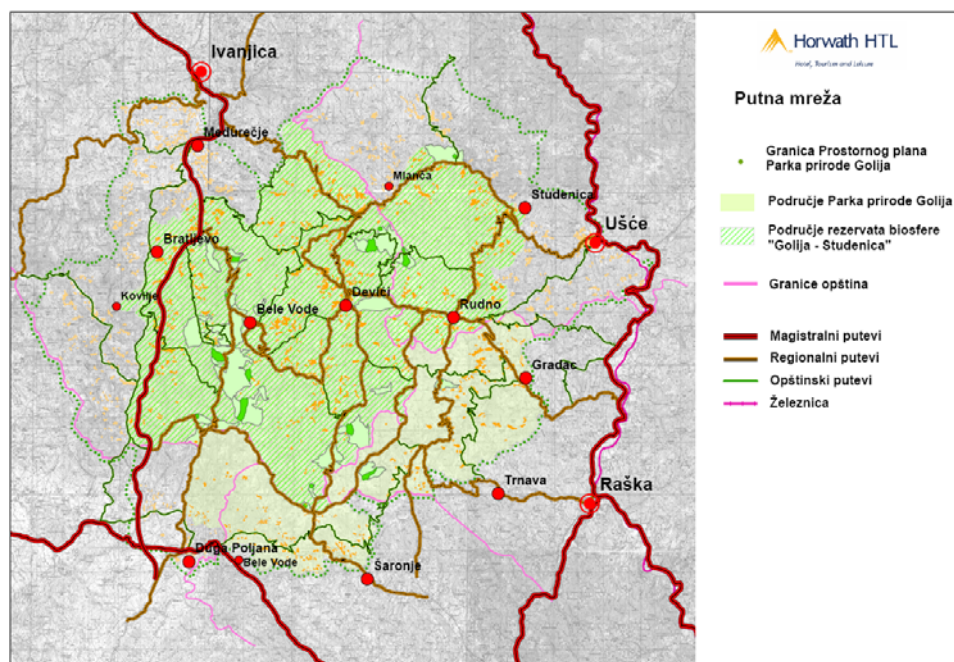 Ivanjica
Međurečje
Mlanča
Studenica
Ušće
Bratljevo
Kovilje
Bele Vode
Devići
Rudno
Gradac
Trnava
Raška
Duga Poljana
Bele Vode
Šaronje
Horwath HTL
Hotel, Tourism and Leisure
Putna mreža
Granica Prostornog plana
Parka prirode Golija
Područje Parka prirode Golija
Područje rezervata biosfere
"Golija - Studenica"
Granice opština
Magistralni putevi
Regionalni putevi
Opštinski putevi
Železnica